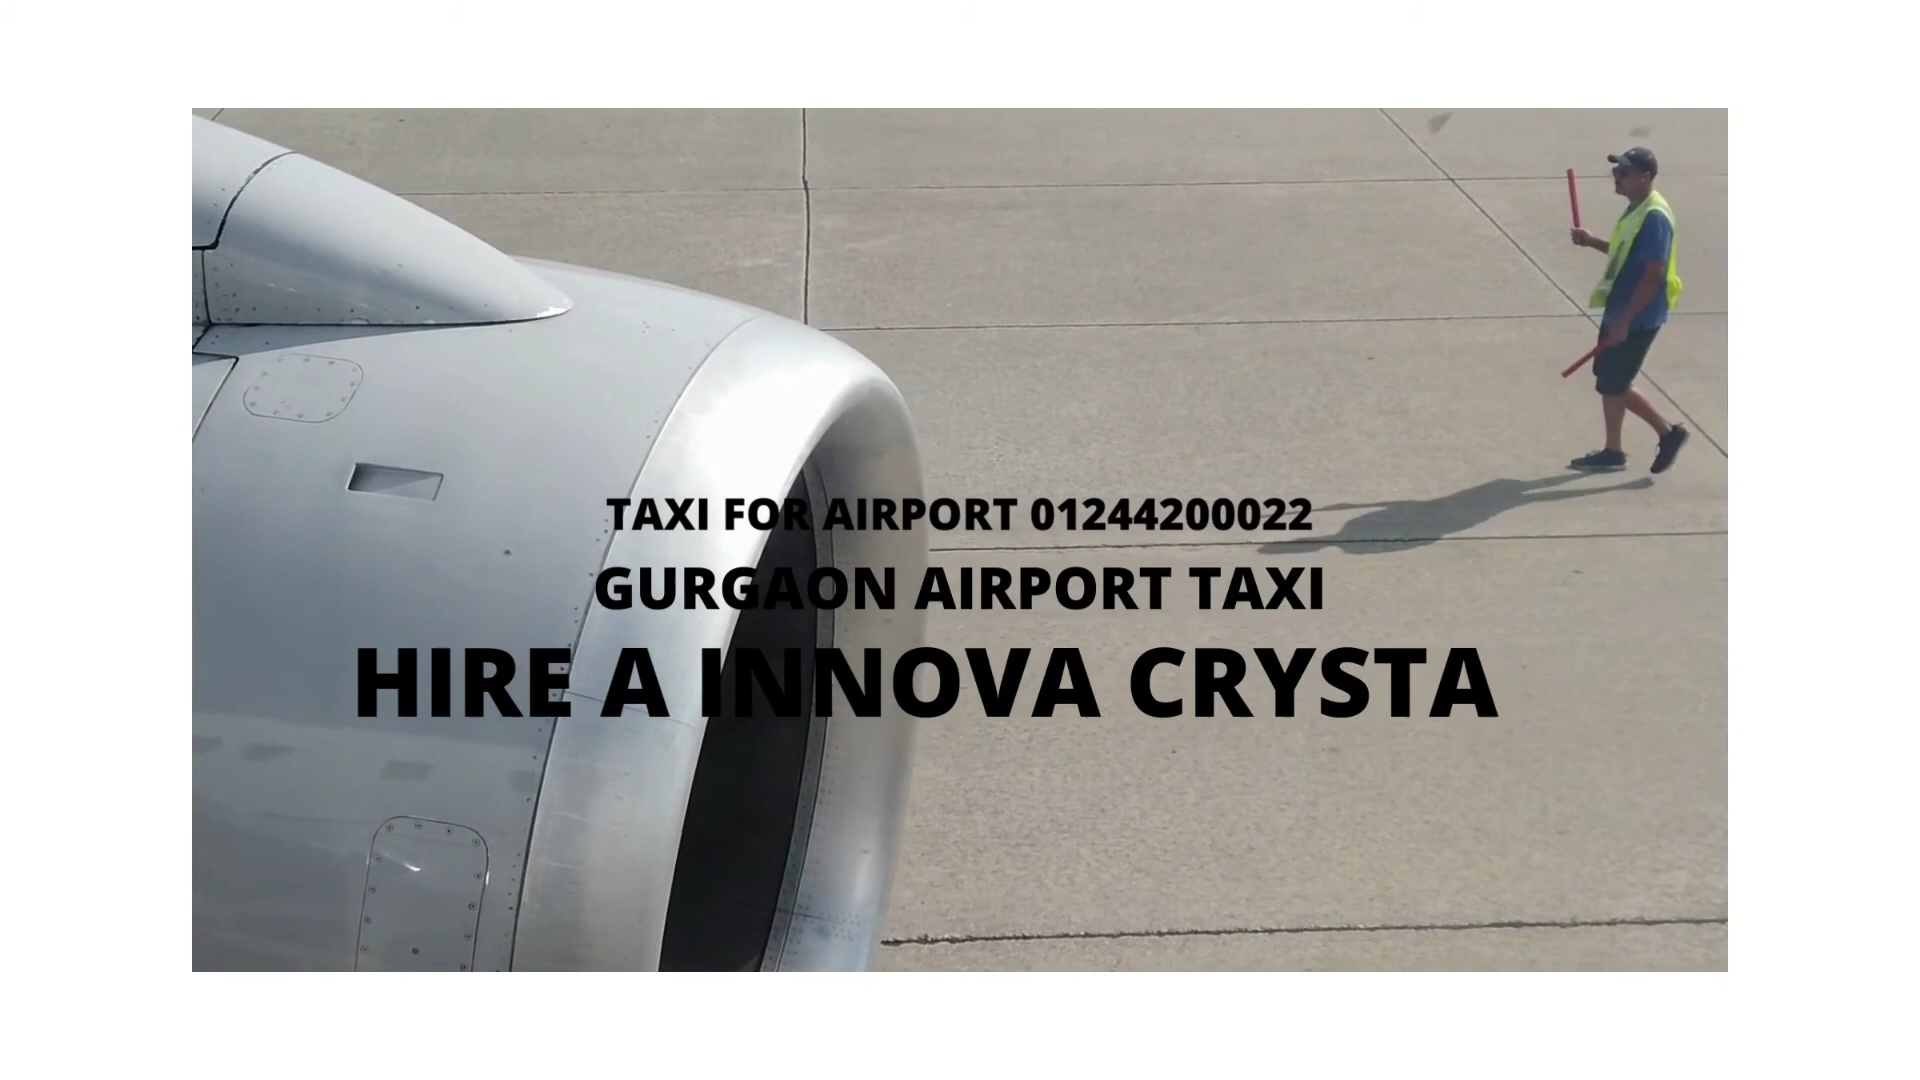 TAXI FOR AIRPORT 01244200022
GURGAON AIRPORT TAXI
HIRE A INNOVA CRYSTA